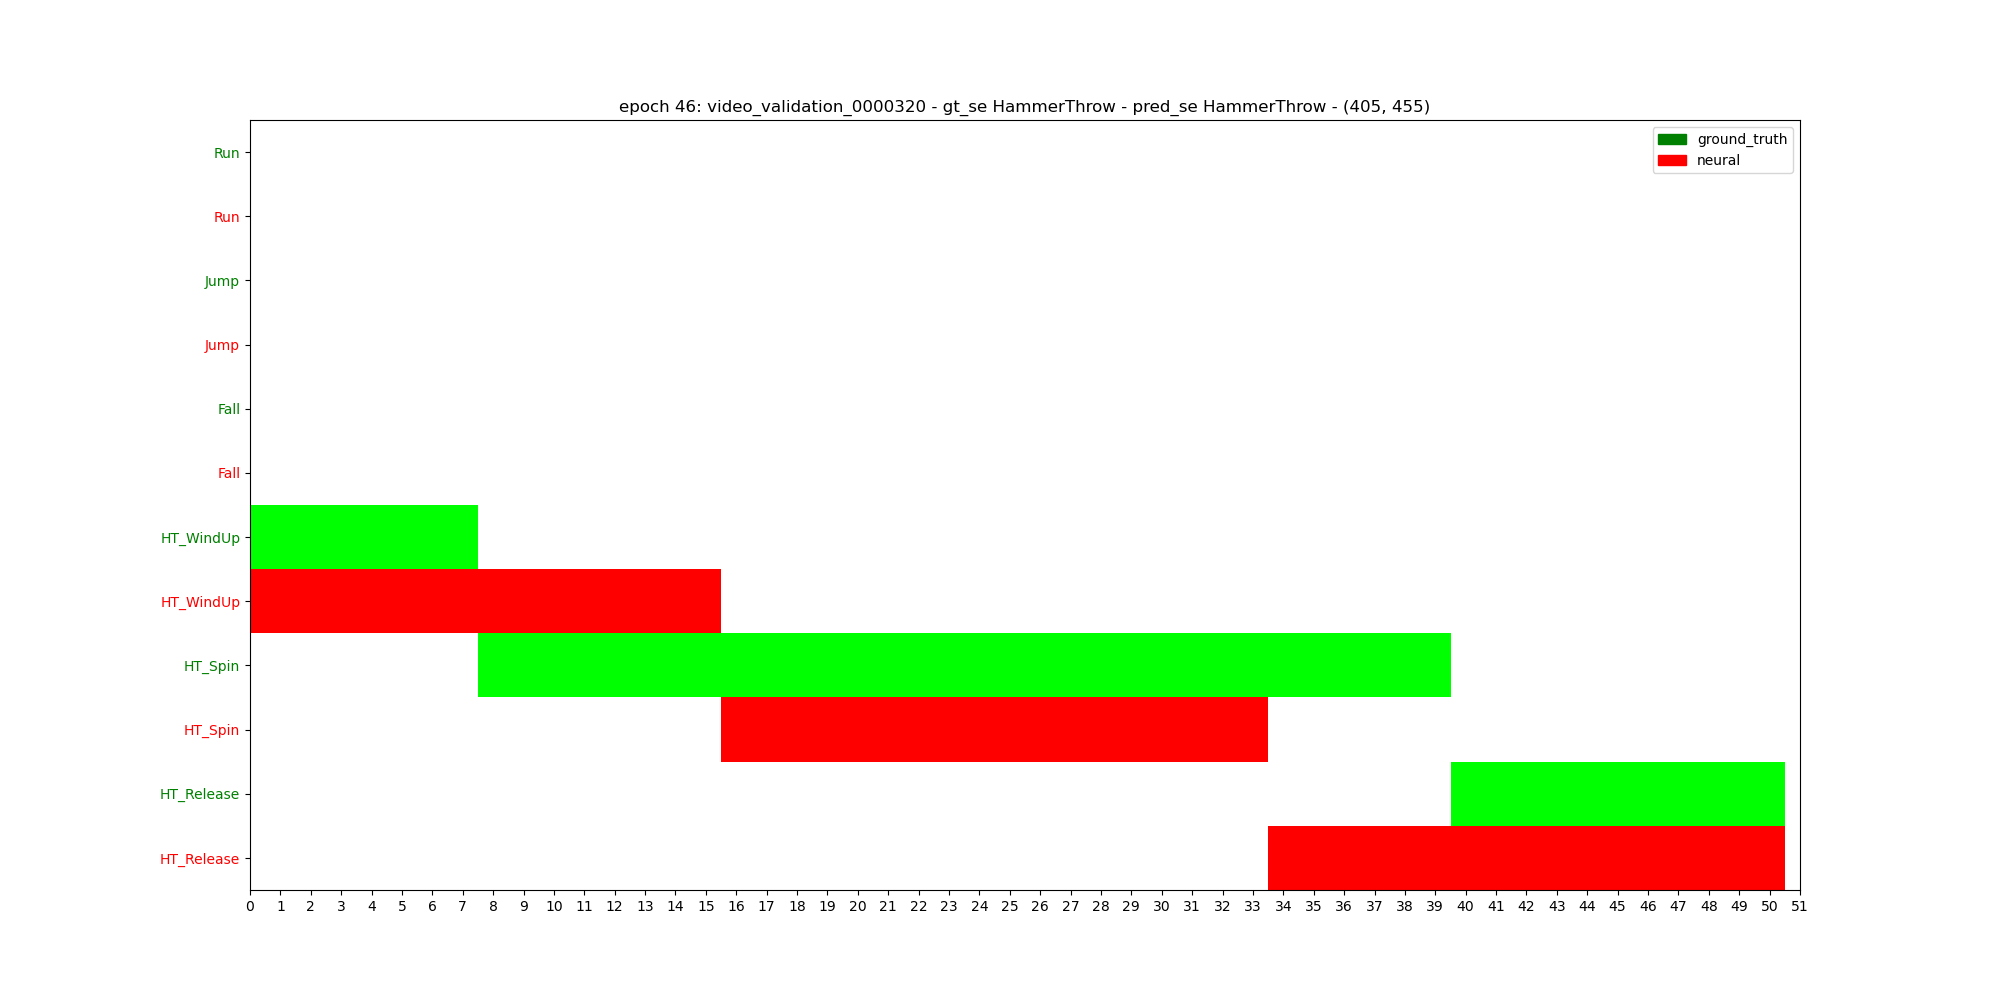 epoch 46: video_validation_0000320 - gt_se HammerThrow - pred_se HammerThrow - (405, 455)
ground_truth
neural
Run
Run
Jump
Jump
Fall
Fall
HT_WindUp
HT_WindUp
HT_Spin
HT_Spin
HT_Release
HT_Release
0 1 2 3 4 5 6 7 8 9 10 11 12 13 14 15 16 17 18 19 20 21 22 23 24 25 26 27 28 29 30 31 32 33 34 35 36 37 38 39 40 41 42 43 44 45 46 47 48 49 50 51